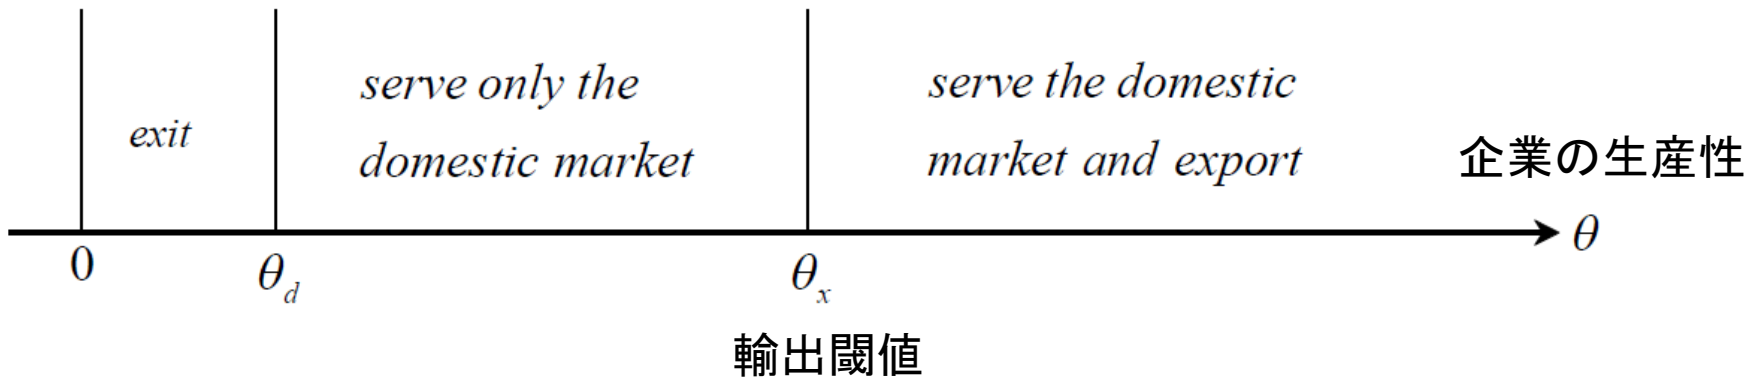 exit
serve only the
domestic market
serve the domestic
market and export
企業の生産性
θ
0
θd
θx
輸出閾値